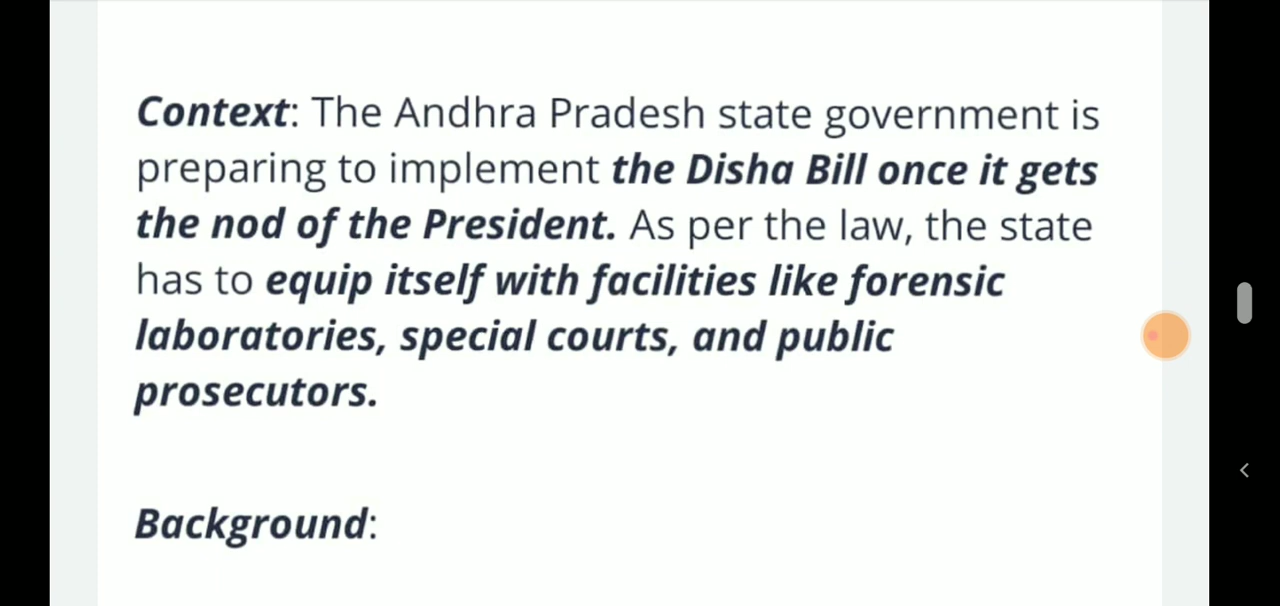 Context: The Andhra Pradesh state government is
preparing to implement the Disha Bill once it gets
the nod of the President. As per the law, the state
has to equip itself with facilities like forensic
laboratories, special courts, and public
prosecutors.
Background: